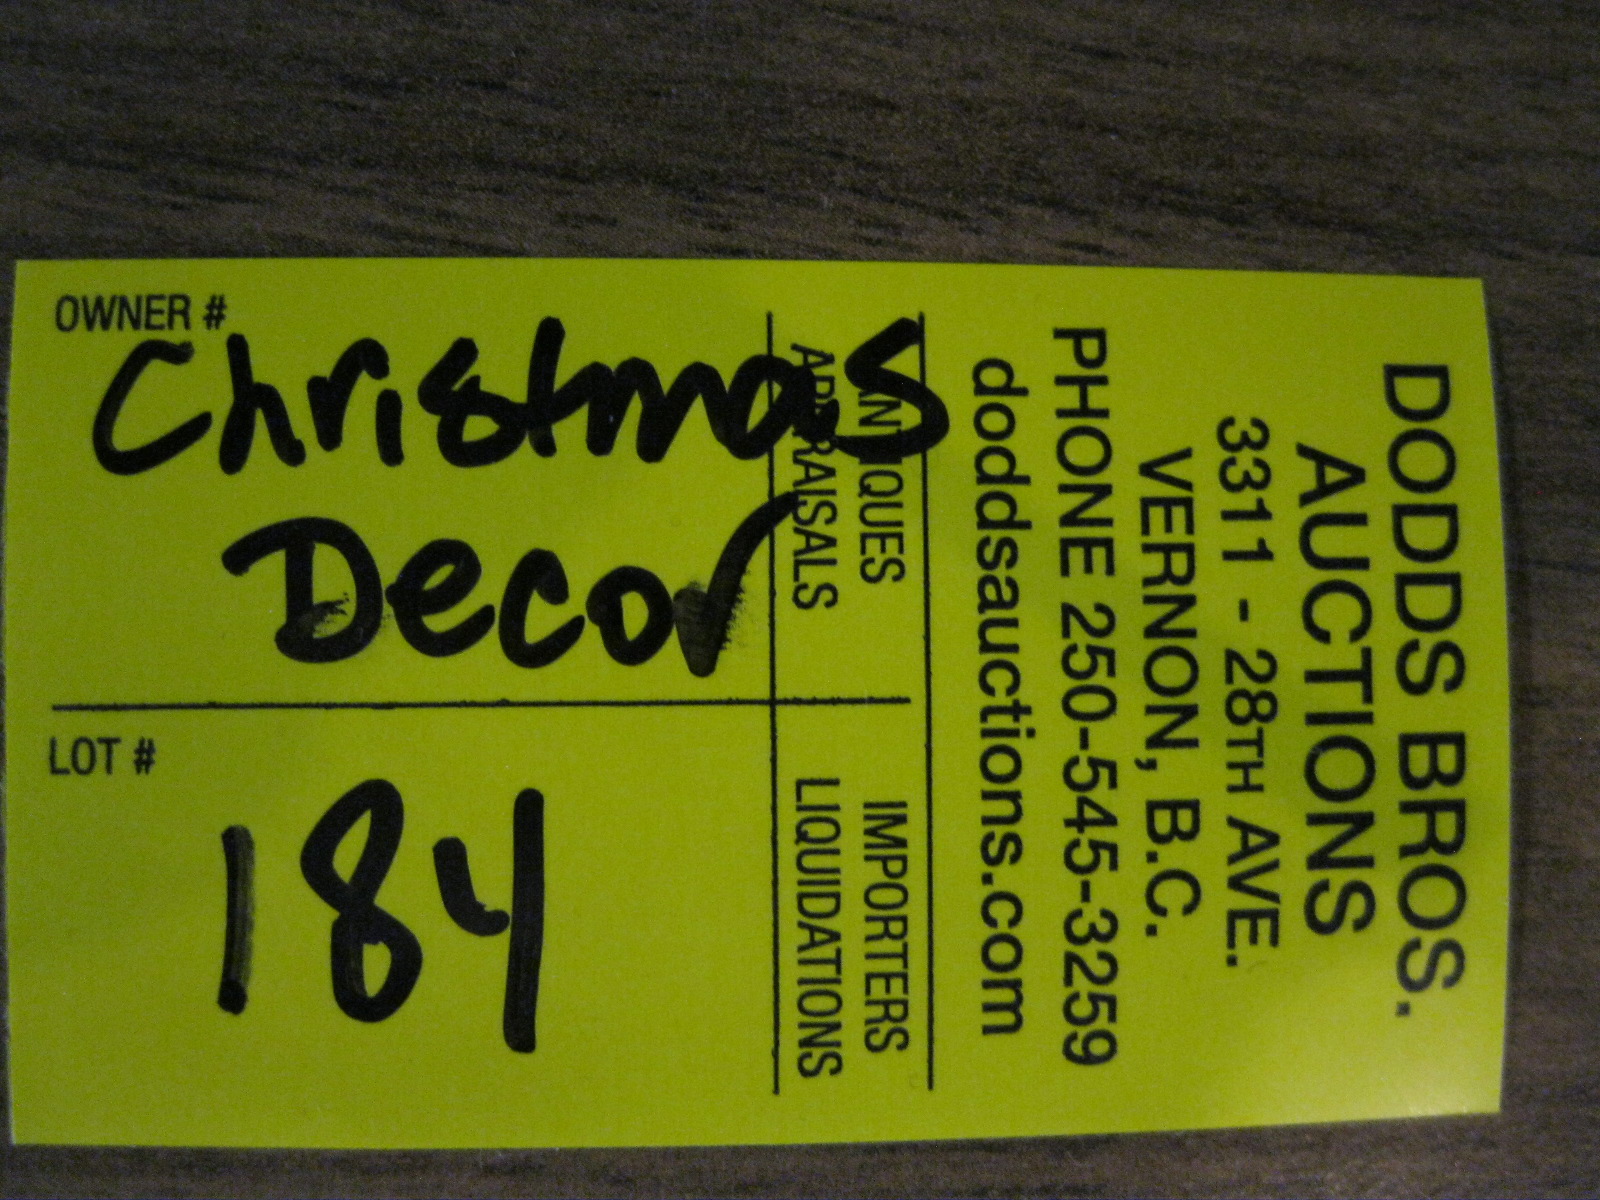 OWNER #
Christmas
Decor
LOT #
184
DODDS BROS.
AUCTIONS
3311 - 28TH AVE.
VERNON, B.C.
PHONE 250-545-3259
doddsauctions.com
ANTIQUES IMPORTERS
APPRAISALS LIQUIDATIONS